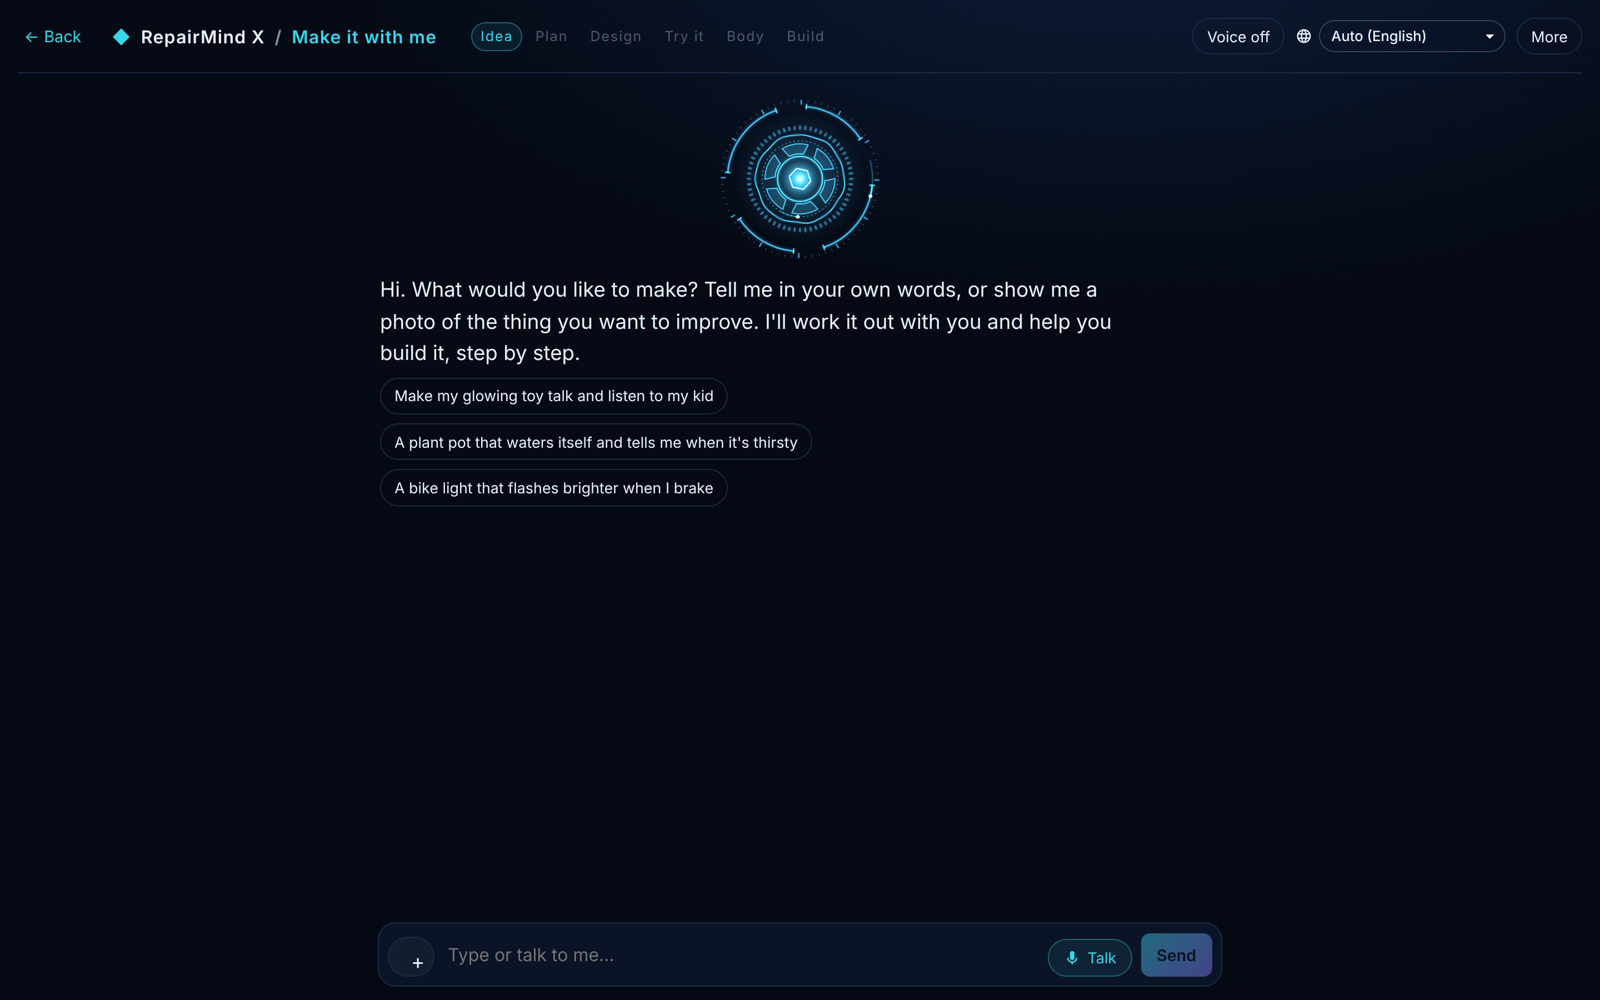 ← Back
RepairMind X / Make it with me
Idea
Plan
Design
Try it
Body
Build
Voice off
Auto (English)
More
Hi. What would you like to make? Tell me in your own words, or show me a
photo of the thing you want to improve. I'll work it out with you and help you
build it, step by step.
Make my glowing toy talk and listen to my kid
A plant pot that waters itself and tells me when it's thirsty
A bike light that flashes brighter when I brake
+
Type or talk to me...
Talk
Send